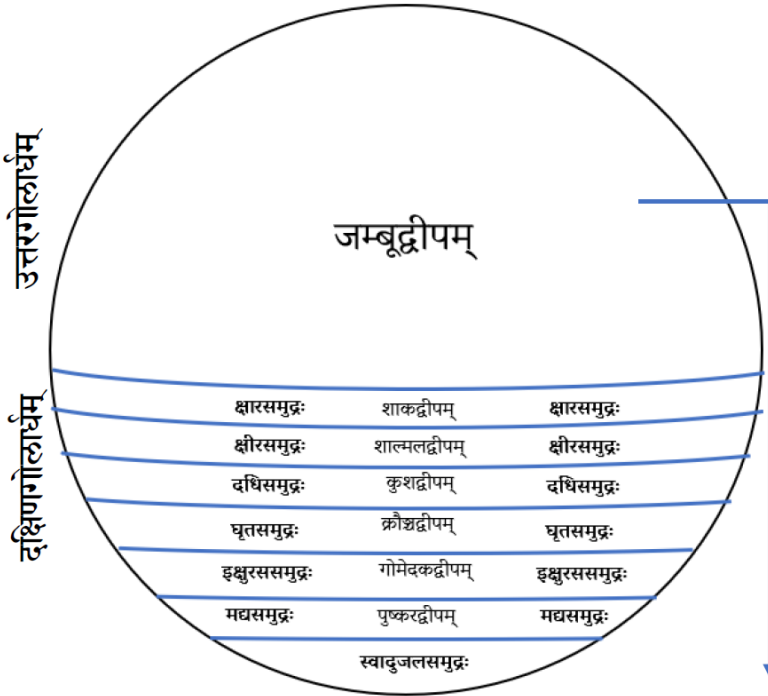 उत्तरगोलार्धम्
जम्बूद्वीपम्
दक्षिणगोलार्धम्
क्षारसमुद्रः शाकद्वीपम् क्षारसमुद्रः
क्षीरसमुद्रः शाल्मलद्वीपम् क्षीरसमुद्रः
दधिसमुद्रः कुशद्वीपम् दधिसमुद्रः
घृतसमुद्रः क्रौञ्चद्वीपम् घृतसमुद्रः
इक्षुरससमुद्रः गोमेदकद्वीपम् इक्षुरससमुद्रः
मद्यसमुद्रः पुष्करद्वीपम् मद्यसमुद्रः
स्वादुजलसमुद्रः